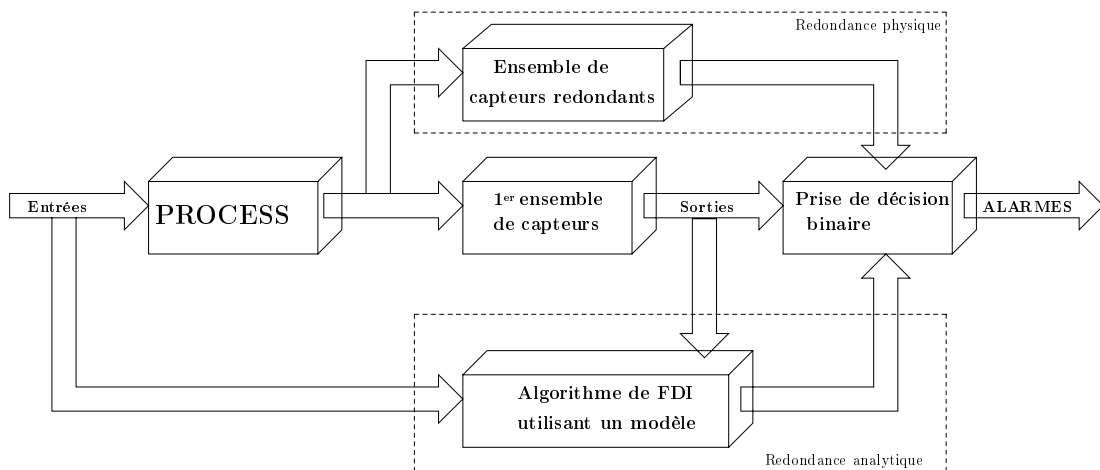 Redondance physique
Ensemble de
capteurs redondants
Entrées
PROCESS
1er ensemble
de capteurs
Sorties
Prise de décision
binaire
ALARMES
Algorithme de FDI
utilisant un modèle
Redondance analytique